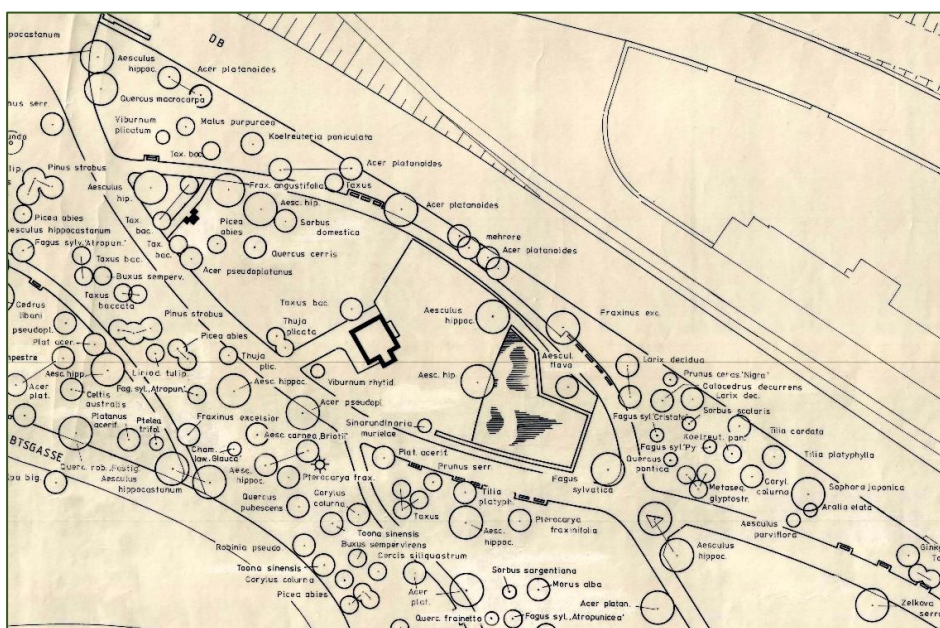 ppocastanum
Aesculus
hippoc.
Acer platanoides
DB
Quercus macrocarpa
nus serr.
Viburnum
plicatum
Malus purpurea
Koelreuteria paniculata
Tax. bac.
Pinus strobus
Acer platanoides
Aesculus
hip.
Frax. angustifolia
Taxus
Aesc. hip.
Acer platanoides
Picea abies
Tax.
bac.
Picea
abies
Sorbus
domestica
mehrere
Acer platanoides
Aesculus hippocastanum
Fagus sylv. "Atropun."
Tax.
bac.
Quercus cerris
Taxus bac.
Acer pseudoplatanus
Buxus semperv.
Cedrus
libani
Taxus
baccata
Taxus bac.
Aesculus
hippoc.
Fraxinus exc.
pseudopl.
Pinus strobus
Thuja
plicata
Plat. acer.
Picea abies
mpestre
Thuja
plic.
Aescul.
flava
Larix decidua
Aesc. hipp.
Liriod. tulip.
Aesc. hip.
Prunus ceras. "Nigra"
Calocedrus decurrens
Acer
plat.
Celtis
australis
Fag. syl. "Atropun."
Aesc. hippoc.
Viburnum rhytid.
Larix dec.
Platanus
acerif.
Ptelea
trifol.
Fraxinus excelsior
Acer pseudopl.
Sinarundinaria
murielae
Fagus syl. "Cristata"
Sorbus scalaris
BTSGASSE
Aesc. carnea "Briotii"
Koelreut. pan.
Tilia cordata
Cham.
law. "Glauca"
Plat. acerif.
Fagus syl. "Py
Querc. rob. "Fastig."
Aesculus
hippocastanum
Aesc.
hippoc.
Pterocarya frax.
Prunus serr.
Fagus
sylvatica
Quercus
pontica
Tilia platyphylla
ba big.
Quercus
pubescens
Corylus
colurna
Taxus
Tilia
platyph.
Metaseq.
glyptostr.
Coryl.
colurna
Sophora japonica
Aralia elata
Toona sinensis
Aesc.
hippoc.
Pterocarya
fraxinifolia
Aesculus
parviflora
Robinia pseudo.
Buxus sempervirens
Aesculus
hippoc.
Toona sinensis
Cercis siliquastrum
Corylus colurna
Sorbus sargentiana
Picea abies
Acer
plat.
Morus alba
Acer platan.
Zelkova
serr
Querc. frainetto
Fagus syl. "Atropunicea"